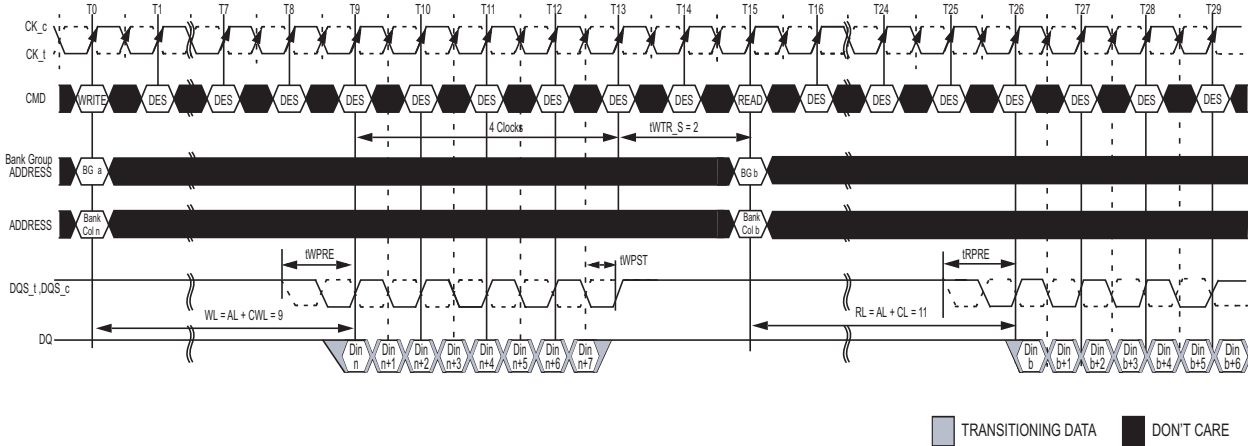 T0 T1 T7 T8 T9 T10 T11 T12 T13 T14 T15 T16 T24 T25 T26 T27 T28 T29
CK_c
CK_t
CMD WRITE DES DES DES DES DES DES DES DES DES READ DES DES DES DES DES DES DES
4 Clocks tWTR_S = 2
Bank Group
ADDRESS BG a BG b
ADDRESS Bank Col n Bank Col b
tWPRE tWPST tRPRE
DQS_t ,DQS_c
WL = AL + CWL = 9 RL = AL + CL = 11
DQ
Din n Din n+1 Din n+2 Din n+3 Din n+4 Din n+5 Din n+6 Din n+7 Din b Din b+1 Din b+2 Din b+3 Din b+4 Din b+5 Din b+6
TRANSITIONING DATA DON'T CARE